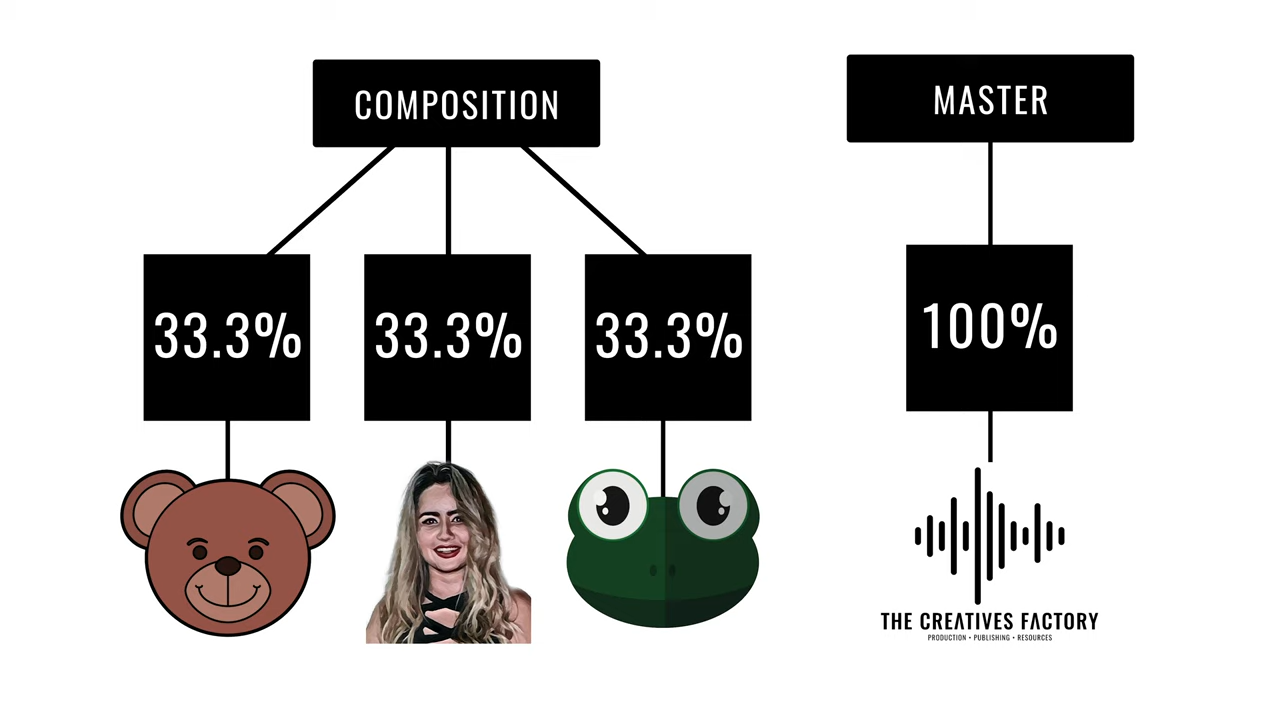 COMPOSITION
MASTER
33.3%
33.3%
33.3%
100%
THE CREATIVES FACTORY
PRODUCTION • PUBLISHING • RESOURCES